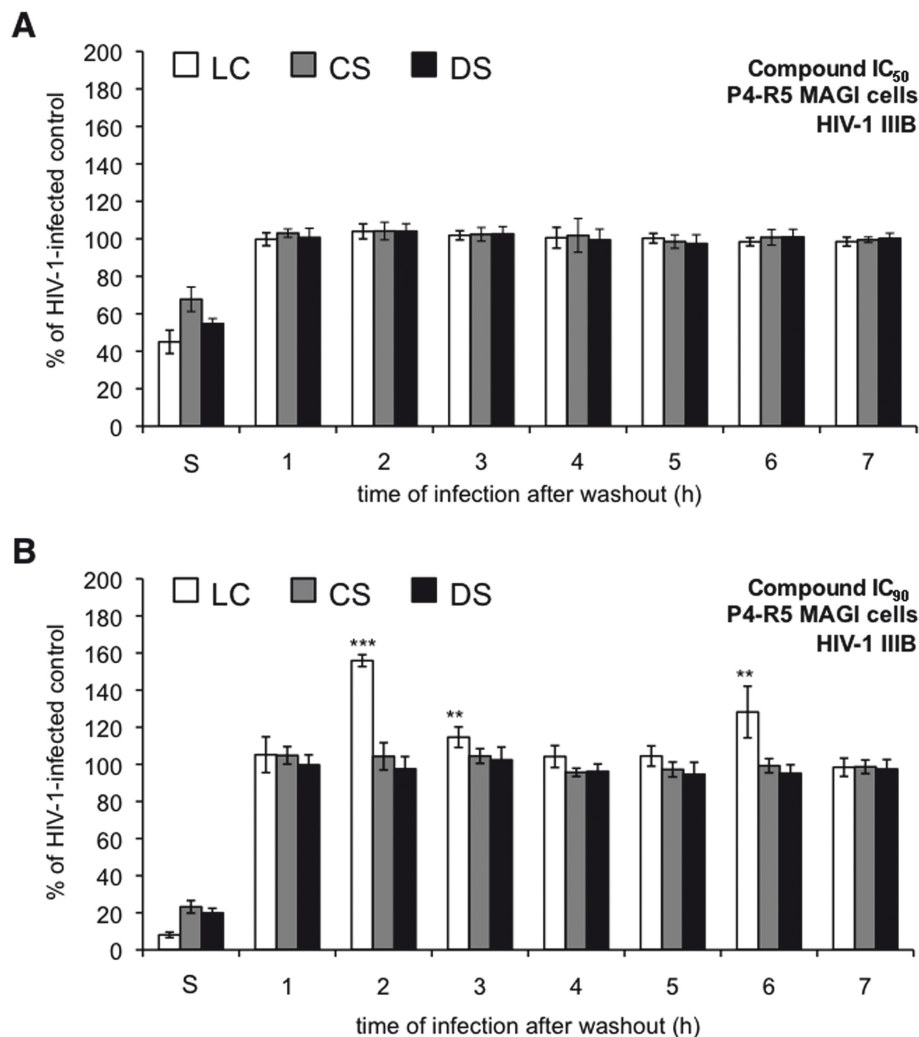 A
200
180
160
140
120
100
80
60
40
20
0
% of HIV-1-infected control
LC CS DS
Compound IC50
P4-R5 MAGI cells
HIV-1 IIIB
S 1 2 3 4 5 6 7
time of infection after washout (h)
B
200
180
160
140
120
100
80
60
40
20
0
% of HIV-1-infected control
LC CS DS
Compound IC90
P4-R5 MAGI cells
HIV-1 IIIB
***
**
**
S 1 2 3 4 5 6 7
time of infection after washout (h)